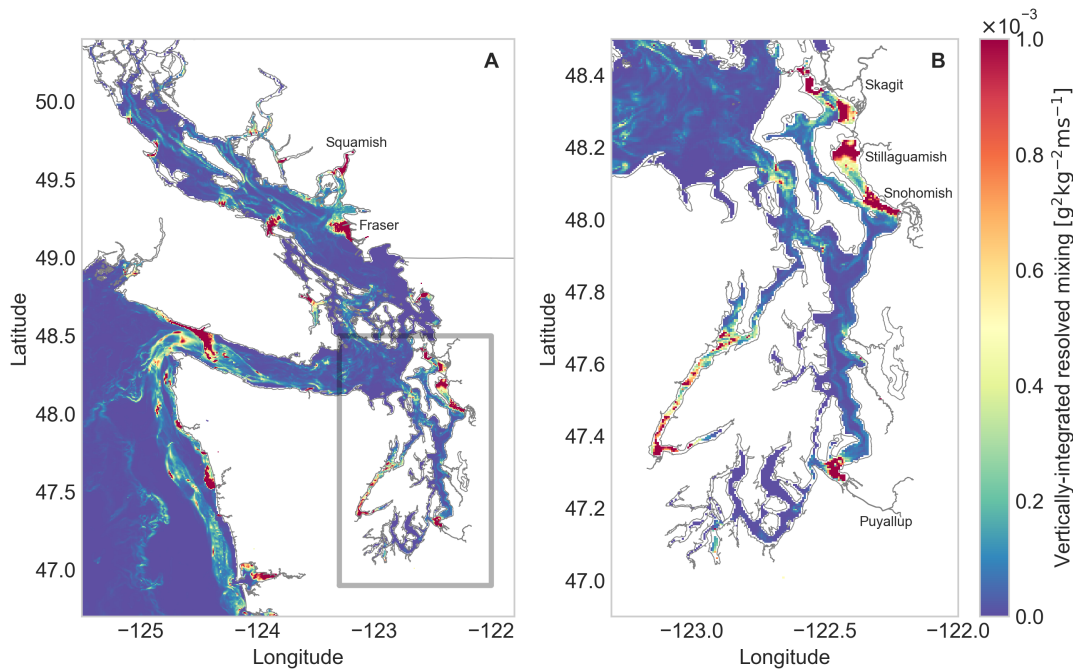 ×10−3
A
B
50.0
49.5
49.0
48.5
48.0
47.5
47.0
Latitude
−125
−124
−123
−122
Longitude
Squamish
Fraser
48.4
48.2
48.0
47.8
47.6
47.4
47.2
47.0
Latitude
−123.0
−122.5
−122.0
Longitude
Skagit
Stillaguamish
Snohomish
Puyallup
1.0
0.8
0.6
0.4
0.2
0.0
Vertically-integrated resolved mixing [g²kg⁻²ms⁻¹]